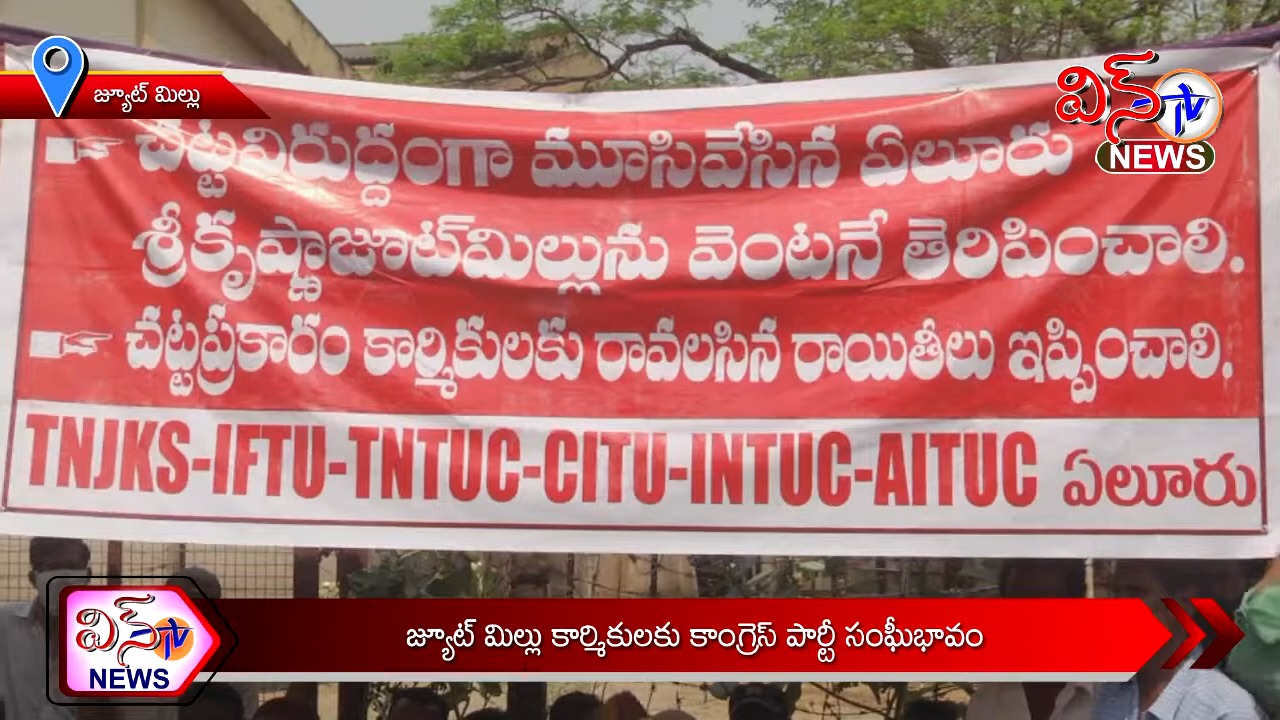 జ్యూట్ మిల్లు
విన్ TV
NEWS
చట్టవిరుద్దంగా మూసివేసిన ఏలూరు
శ్రీకృష్ణాజూట్‌మిల్లును వెంటనే తెరిపించాలి.
చట్టప్రకారం కార్మికులకు రావలసిన రాయితీలు ఇప్పించాలి.
TNJKS-IFTU-TNTUC-CITU-INTUC-AITUC ఏలూరు
జ్యూట్ మిల్లు కార్మికులకు కాంగ్రెస్ పార్టీ సంఘీభావం
విన్ TV
NEWS